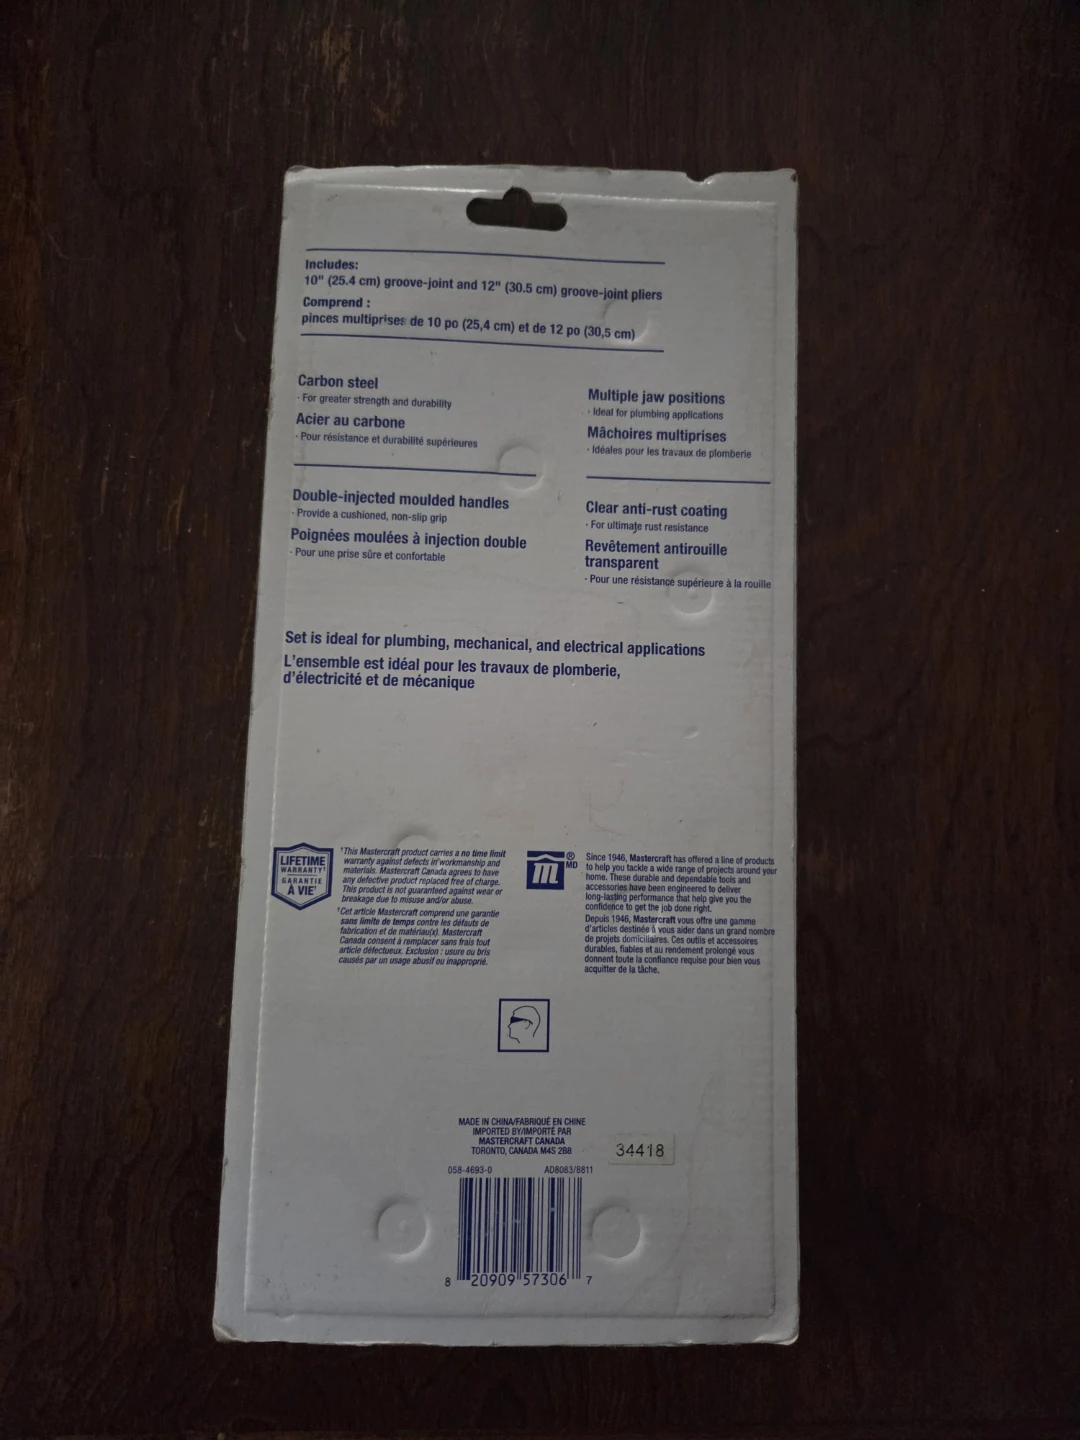 Includes:
10" (25.4 cm) groove-joint and 12" (30.5 cm) groove-joint pliers
Comprend :
pinces multiprises de 10 po (25,4 cm) et de 12 po (30,5 cm)
Carbon steel
· For greater strength and durability
Acier au carbone
· Pour résistance et durabilité supérieures
Multiple jaw positions
· Ideal for plumbing applications
Mâchoires multiprises
· Idéales pour les travaux de plomberie
Double-injected moulded handles
· Provide a cushioned, non-slip grip
Poignées moulées à injection double
· Pour une prise sûre et confortable
Clear anti-rust coating
· For ultimate rust resistance
Revêtement antirouille
transparent
· Pour une résistance supérieure à la rouille
Set is ideal for plumbing, mechanical, and electrical applications
L'ensemble est idéal pour les travaux de plomberie,
d'électricité et de mécanique
LIFETIME
WARRANTY†
GARANTIE
À VIE†
†This Mastercraft product carries a no time limit
warranty against defects in workmanship and
materials. Mastercraft Canada agrees to have
any defective product replaced free of charge.
This product is not guaranteed against wear or
breakage due to misuse and/or abuse.
†Cet article Mastercraft comprend une garantie
sans limite de temps contre les défauts de
fabrication et de matériau(x). Mastercraft
Canada consent à remplacer sans frais tout
article défectueux. Exclusion : usure ou bris
causés par un usage abusif ou inapproprié.
m ® MD
Since 1946, Mastercraft has offered a line of products
to help you tackle a wide range of projects around your
home. These durable and dependable tools and
accessories have been engineered to deliver
long-lasting performance that help give you the
confidence to get the job done right.
Depuis 1946, Mastercraft vous offre une gamme
d'articles destinée à vous aider dans un grand nombre
de projets domiciliaires. Ces outils et accessoires
durables, fiables et au rendement prolongé vous
donnent toute la confiance requise pour bien vous
acquitter de la tâche.
MADE IN CHINA/FABRIQUÉ EN CHINE
IMPORTED BY/IMPORTÉ PAR
MASTERCRAFT CANADA
TORONTO, CANADA M4S 2B8
34418
058-4693-0 AD8083/8811
8 20909 57306 7